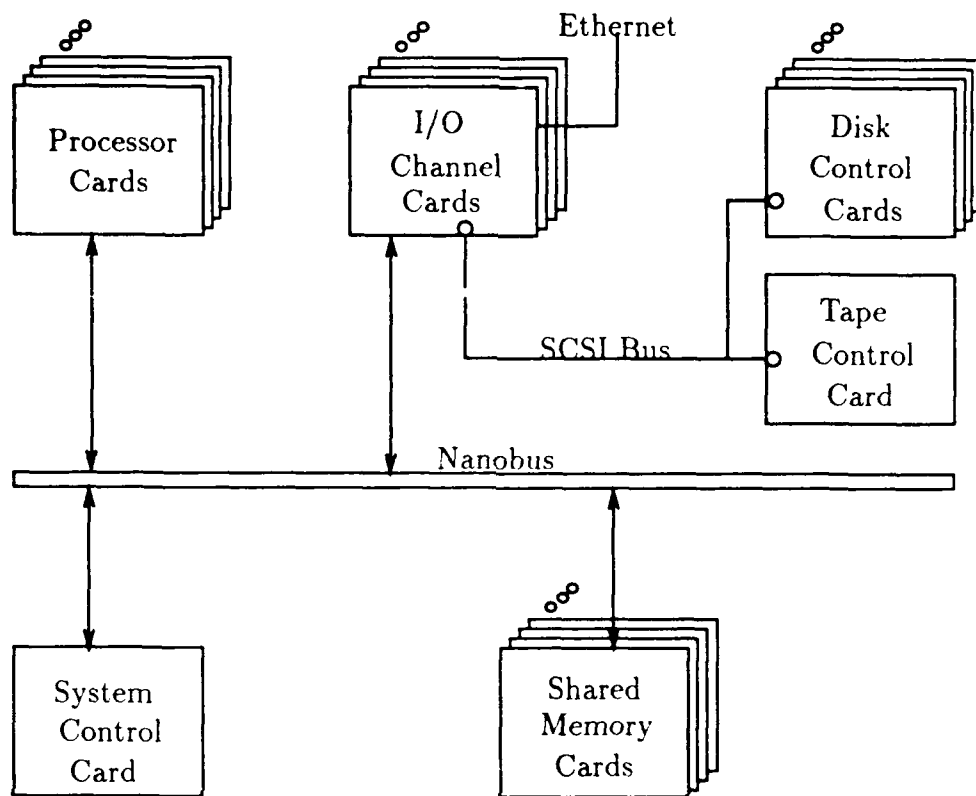 Ethernet
Processor
Cards
I/O
Channel
Cards
Disk
Control
Cards
Tape
Control
Card
SCSI Bus
Nanobus
System
Control
Card
Shared
Memory
Cards